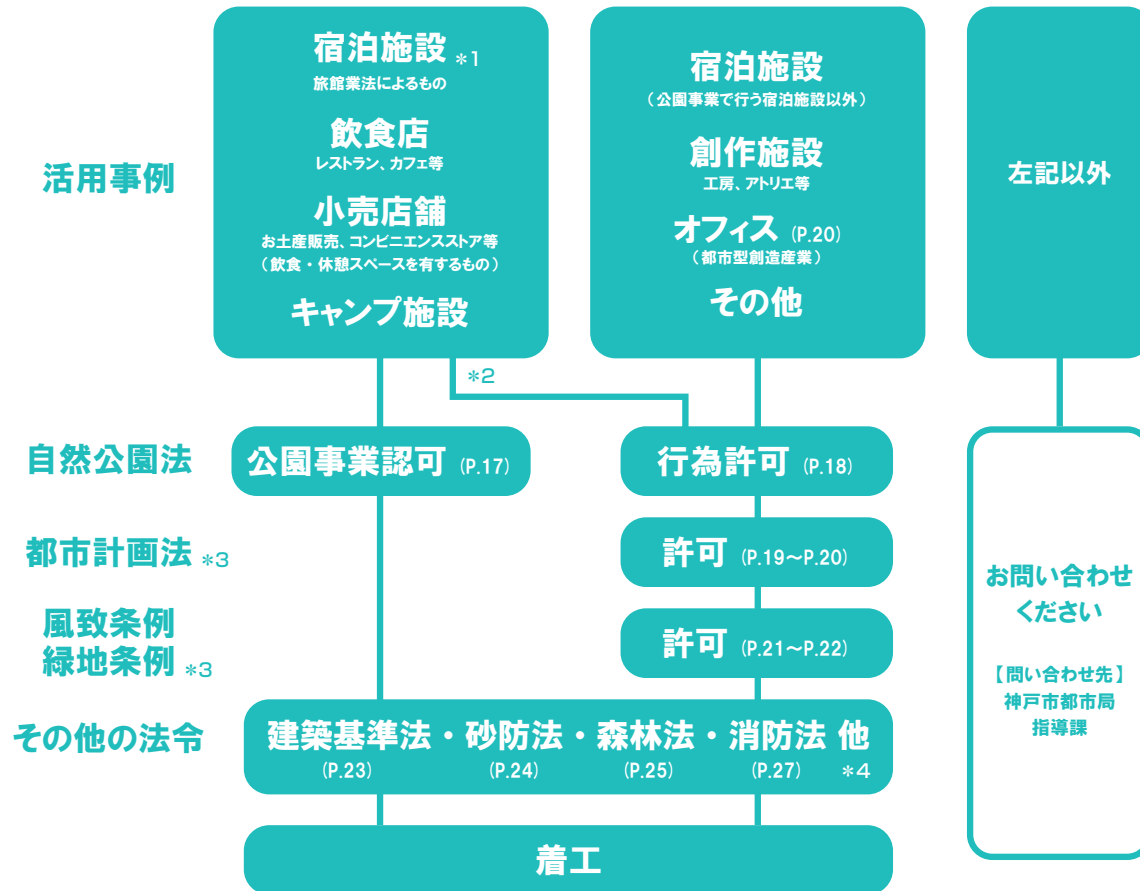 活用事例
宿泊施設 *1
旅館業法によるもの
飲食店
レストラン、カフェ等
小売店舗
お土産販売、コンビニエンスストア等
（飲食・休憩スペースを有するもの）
キャンプ施設
宿泊施設
（公園事業で行う宿泊施設以外）
創作施設
工房、アトリエ等
オフィス (P.20)
（都市型創造産業）
その他
左記以外
*2
自然公園法
公園事業認可 (P.17)
行為許可 (P.18)
都市計画法 *3
許可 (P.19〜P.20)
風致条例
緑地条例 *3
許可 (P.21〜P.22)
お問い合わせ
ください
【問い合わせ先】
神戸市都市局
指導課
その他の法令
建築基準法・砂防法・森林法・消防法 他
(P.23) (P.24) (P.25) (P.27) *4
着工